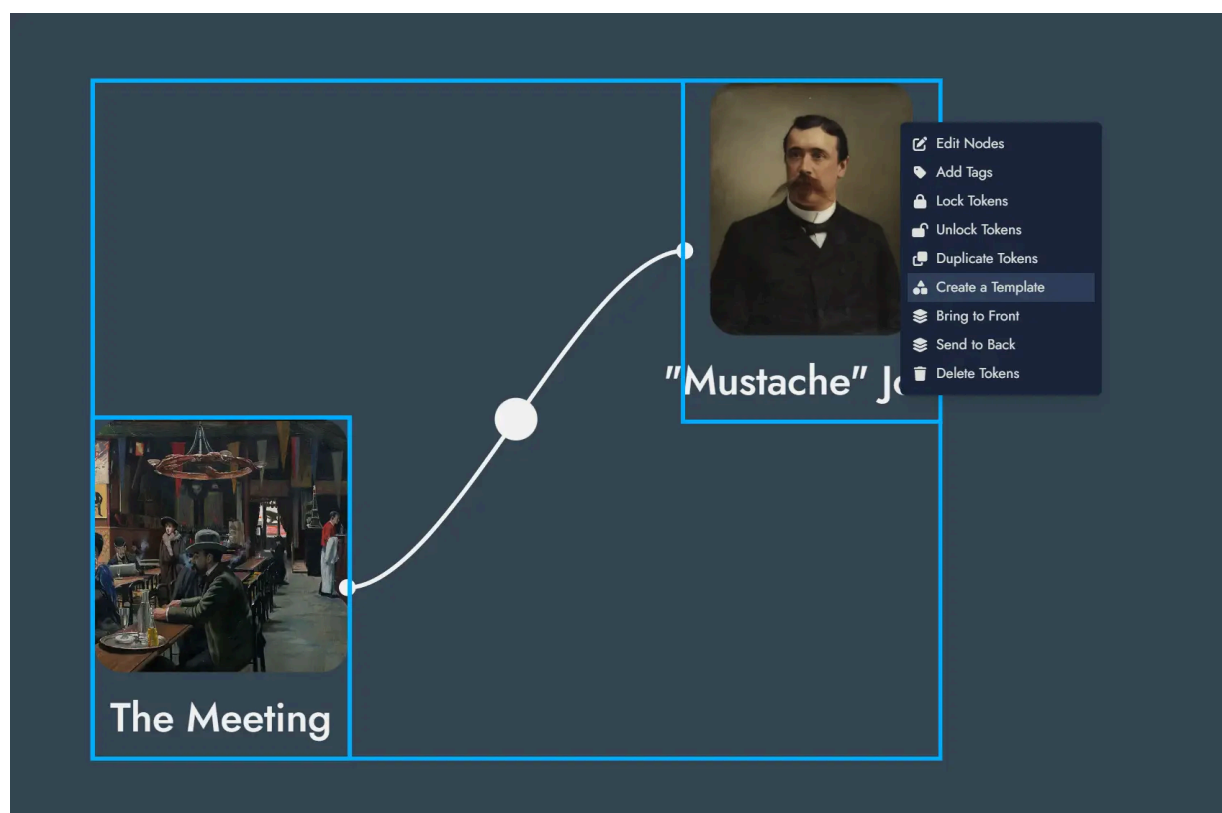 Edit Nodes
Add Tags
Lock Tokens
Unlock Tokens
Duplicate Tokens
Create a Template
Bring to Front
Send to Back
Delete Tokens
"Mustache"
The Meeting